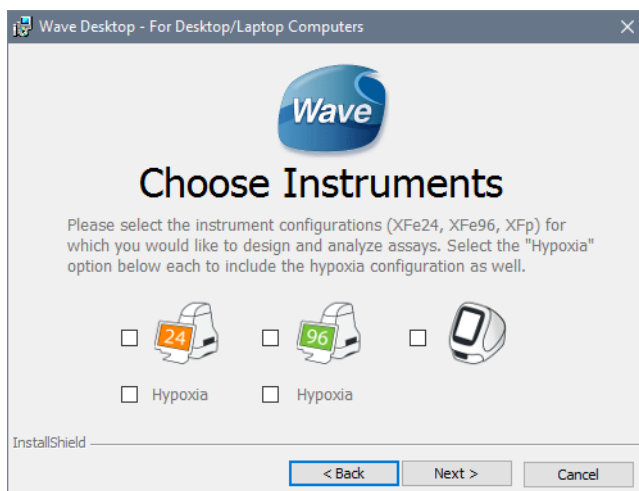 Wave Desktop - For Desktop/Laptop Computers
Wave
Choose Instruments
Please select the instrument configurations (XFe24, XFe96, XFp) for
which you would like to design and analyze assays. Select the "Hypoxia"
option below each to include the hypoxia configuration as well.
24 96
Hypoxia Hypoxia
InstallShield
< Back Next > Cancel